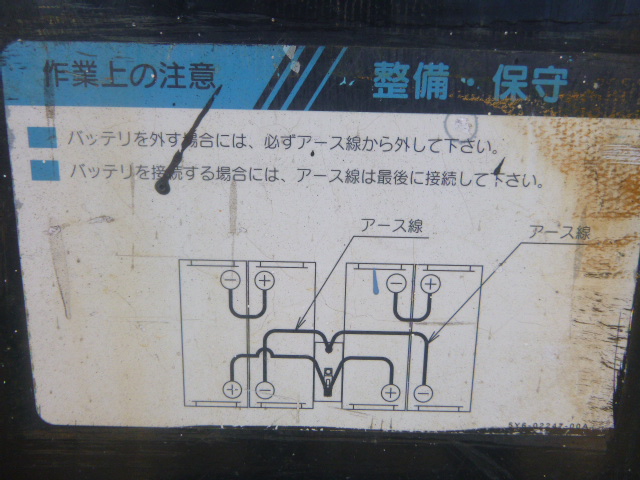 作業上の注意
整備・保守
バッテリを外す場合には、必ずアース線から外して下さい。
バッテリを接続する場合には、アース線は最後に接続して下さい。
アース線
アース線
− + − +
+ − + −